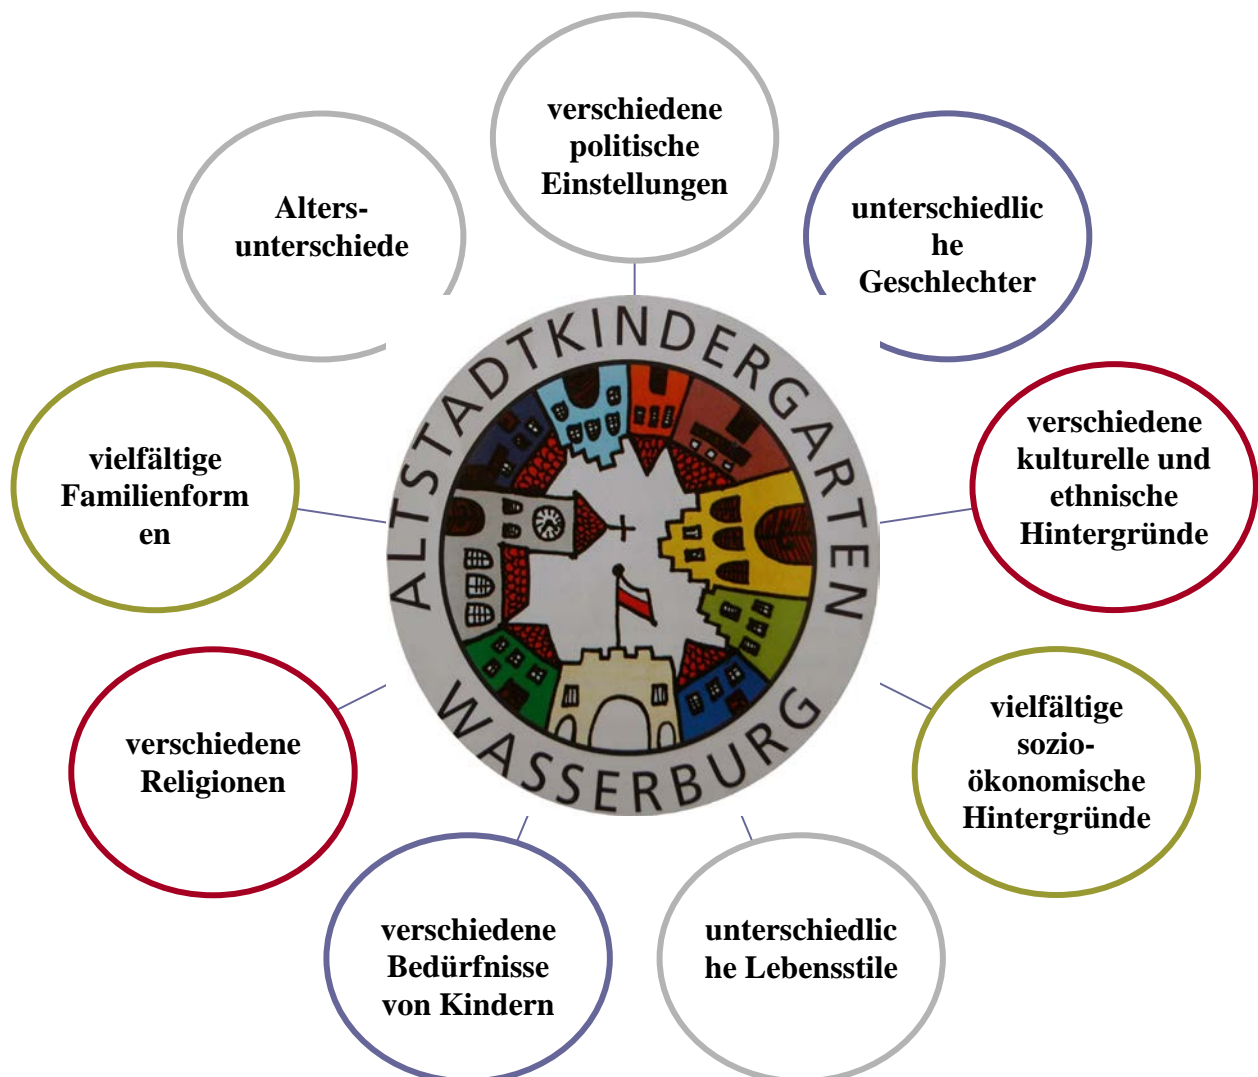 verschiedene
politische
Einstellungen
Alters-
unterschiede
unterschiedlic
he
Geschlechter
vielfältige
Familienform
en
verschiedene
kulturelle und
ethnische
Hintergründe
ALTSTADTKINDERGARTEN
WASSERBURG
verschiedene
Religionen
vielfältige
sozio-
ökonomische
Hintergründe
verschiedene
Bedürfnisse
von Kindern
unterschiedlic
he Lebensstile